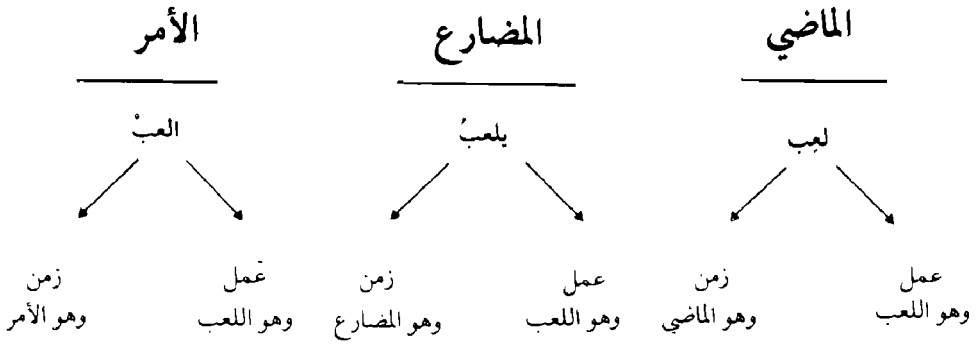 الماضي المضارع الأمر
لعِب يلعبُ العبْ
عمل زمن عمل زمن عمل زمن
وهو اللعب وهو الماضي وهو اللعب وهو المضارع وهو اللعب وهو الأمر